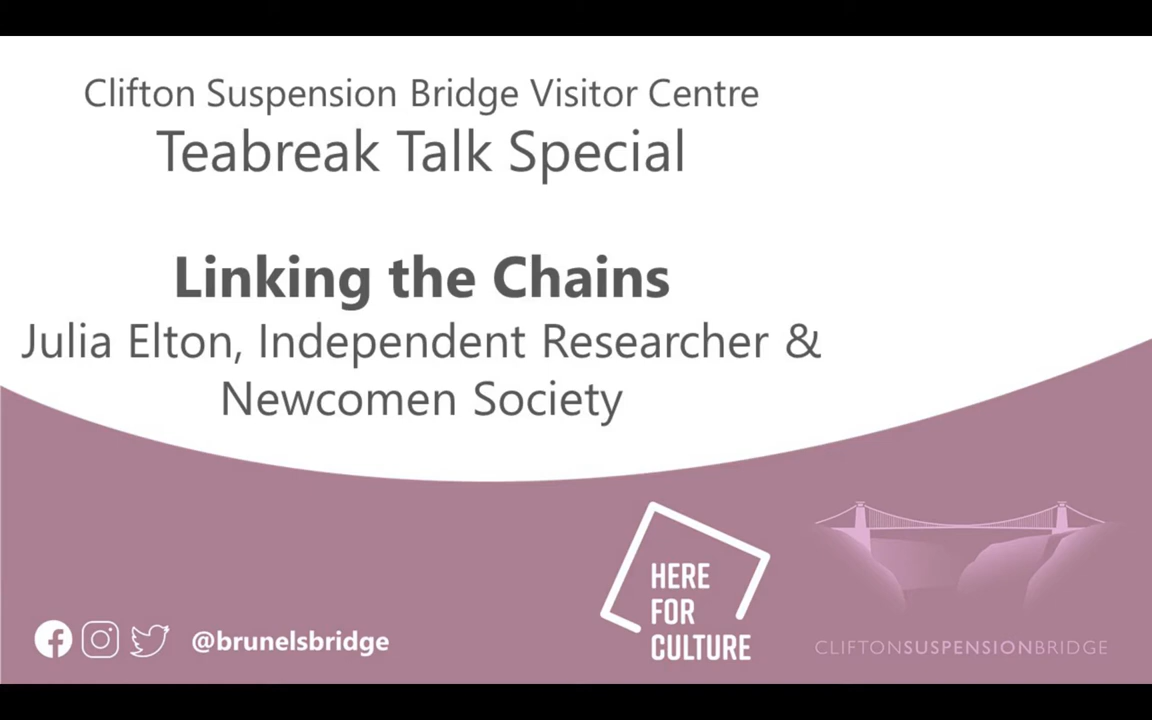 Clifton Suspension Bridge Visitor Centre
Teabreak Talk Special
Linking the Chains
Julia Elton, Independent Researcher &
Newcomen Society
HERE
FOR
CULTURE
@brunelsbridge
CLIFTONSUSPENSIONBRIDGE